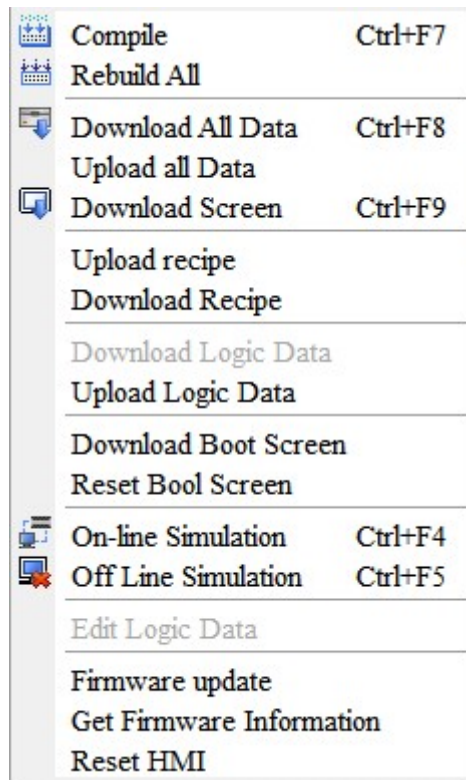 Compile Ctrl+F7
Rebuild All
Download All Data Ctrl+F8
Upload all Data
Download Screen Ctrl+F9
Upload recipe
Download Recipe
Download Logic Data
Upload Logic Data
Download Boot Screen
Reset Bool Screen
On-line Simulation Ctrl+F4
Off Line Simulation Ctrl+F5
Edit Logic Data
Firmware update
Get Firmware Information
Reset HMI